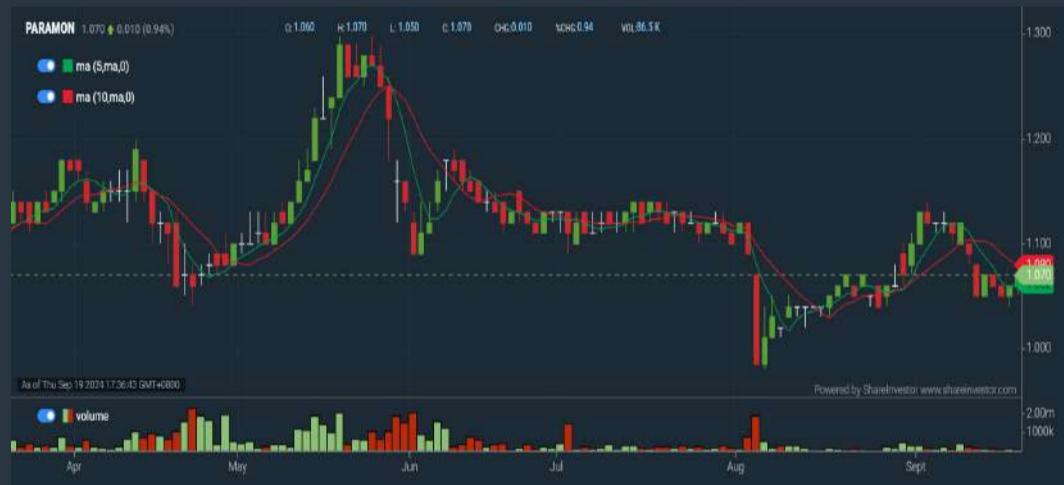 PARAMON 1.070 0.010 (0.94%) O: 1.060 H: 1.070 L: 1.050 C: 1.070 CHG:0.010 %CHG:0.94 VOL:86.5 K
ma (5,ma,0)
ma (10,ma,0)
1.300
1.200
1.100
1.070
1.000
As of Thu Sep 19 2024 17:36:43 GMT+0800
Powered by ShareInvestor www.shareinvestor.com
volume
2.00m
1000k
Apr May Jun Jul Aug Sept